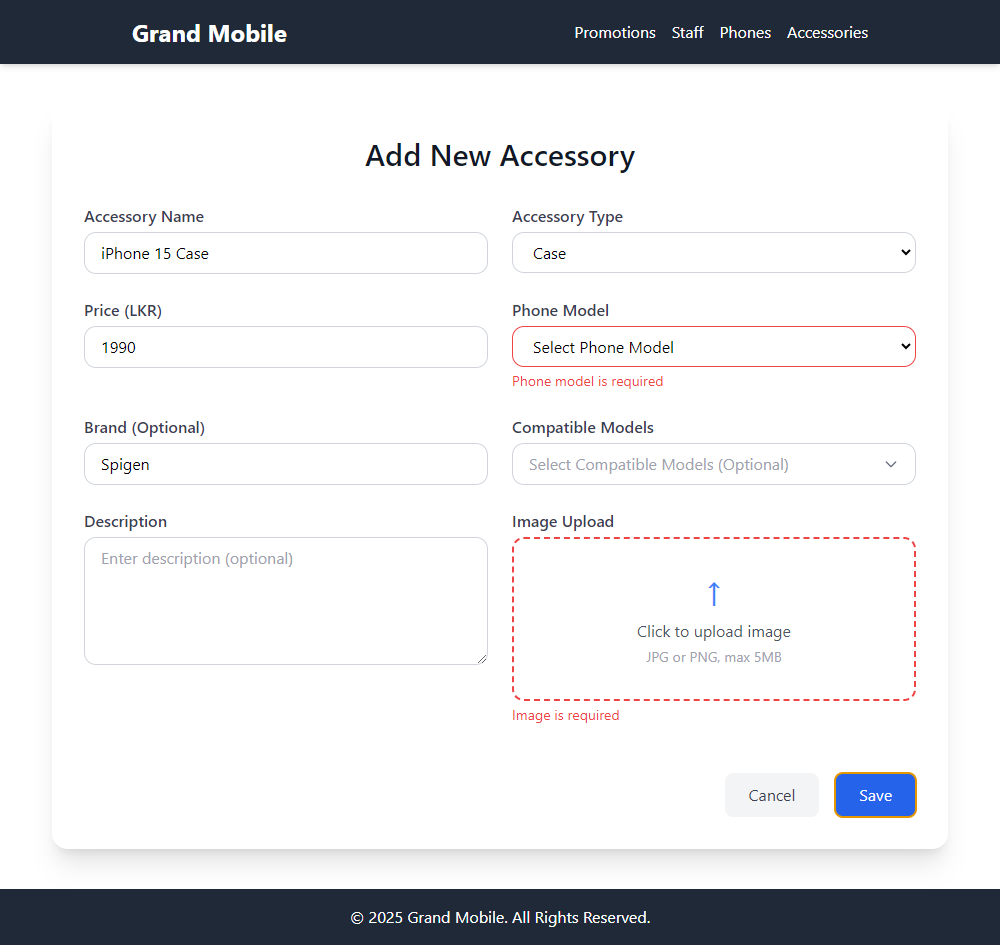 Grand Mobile
Promotions Staff Phones Accessories
Add New Accessory
Accessory Name
iPhone 15 Case
Accessory Type
Case
Price (LKR)
1990
Phone Model
Select Phone Model
Phone model is required
Brand (Optional)
Spigen
Compatible Models
Select Compatible Models (Optional)
Description
Enter description (optional)
Image Upload
↑
Click to upload image
JPG or PNG, max 5MB
Image is required
Cancel
Save
© 2025 Grand Mobile. All Rights Reserved.